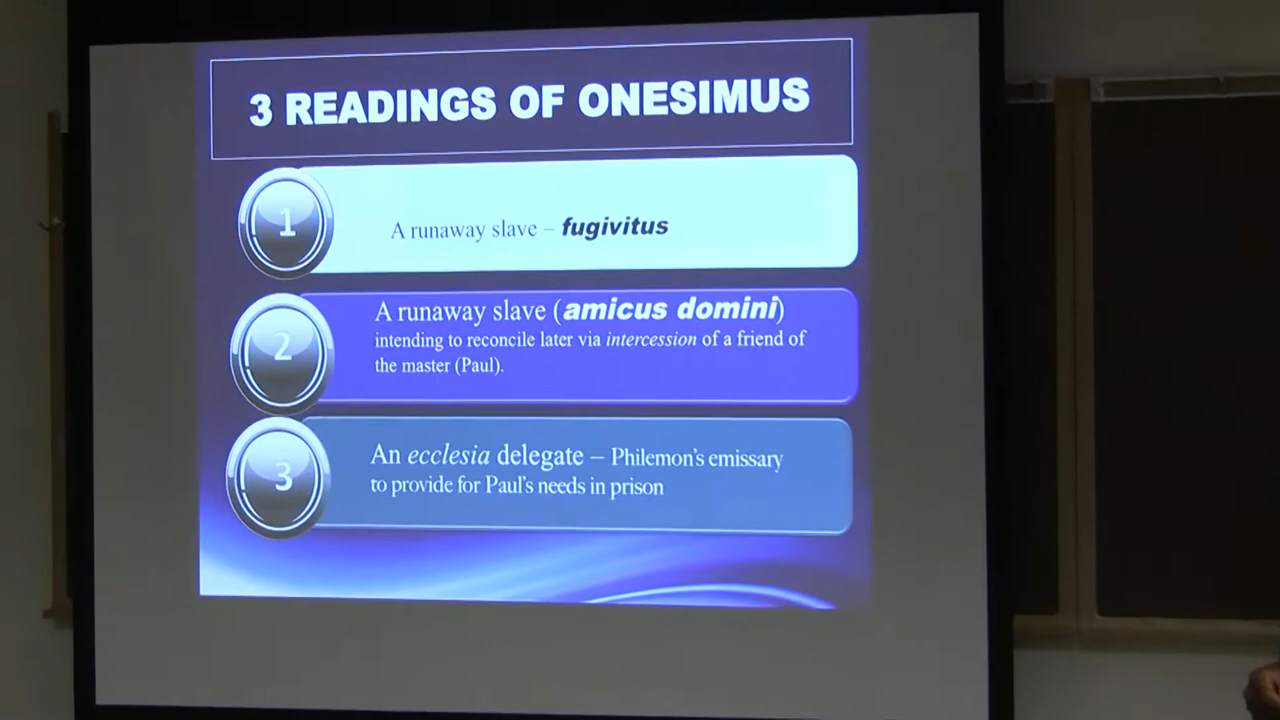 3 READINGS OF ONESIMUS
1
A runaway slave – fugivitus
2
A runaway slave (amicus domini)
intending to reconcile later via intercession of a friend of
the master (Paul).
3
An ecclesia delegate – Philemon's emissary
to provide for Paul's needs in prison